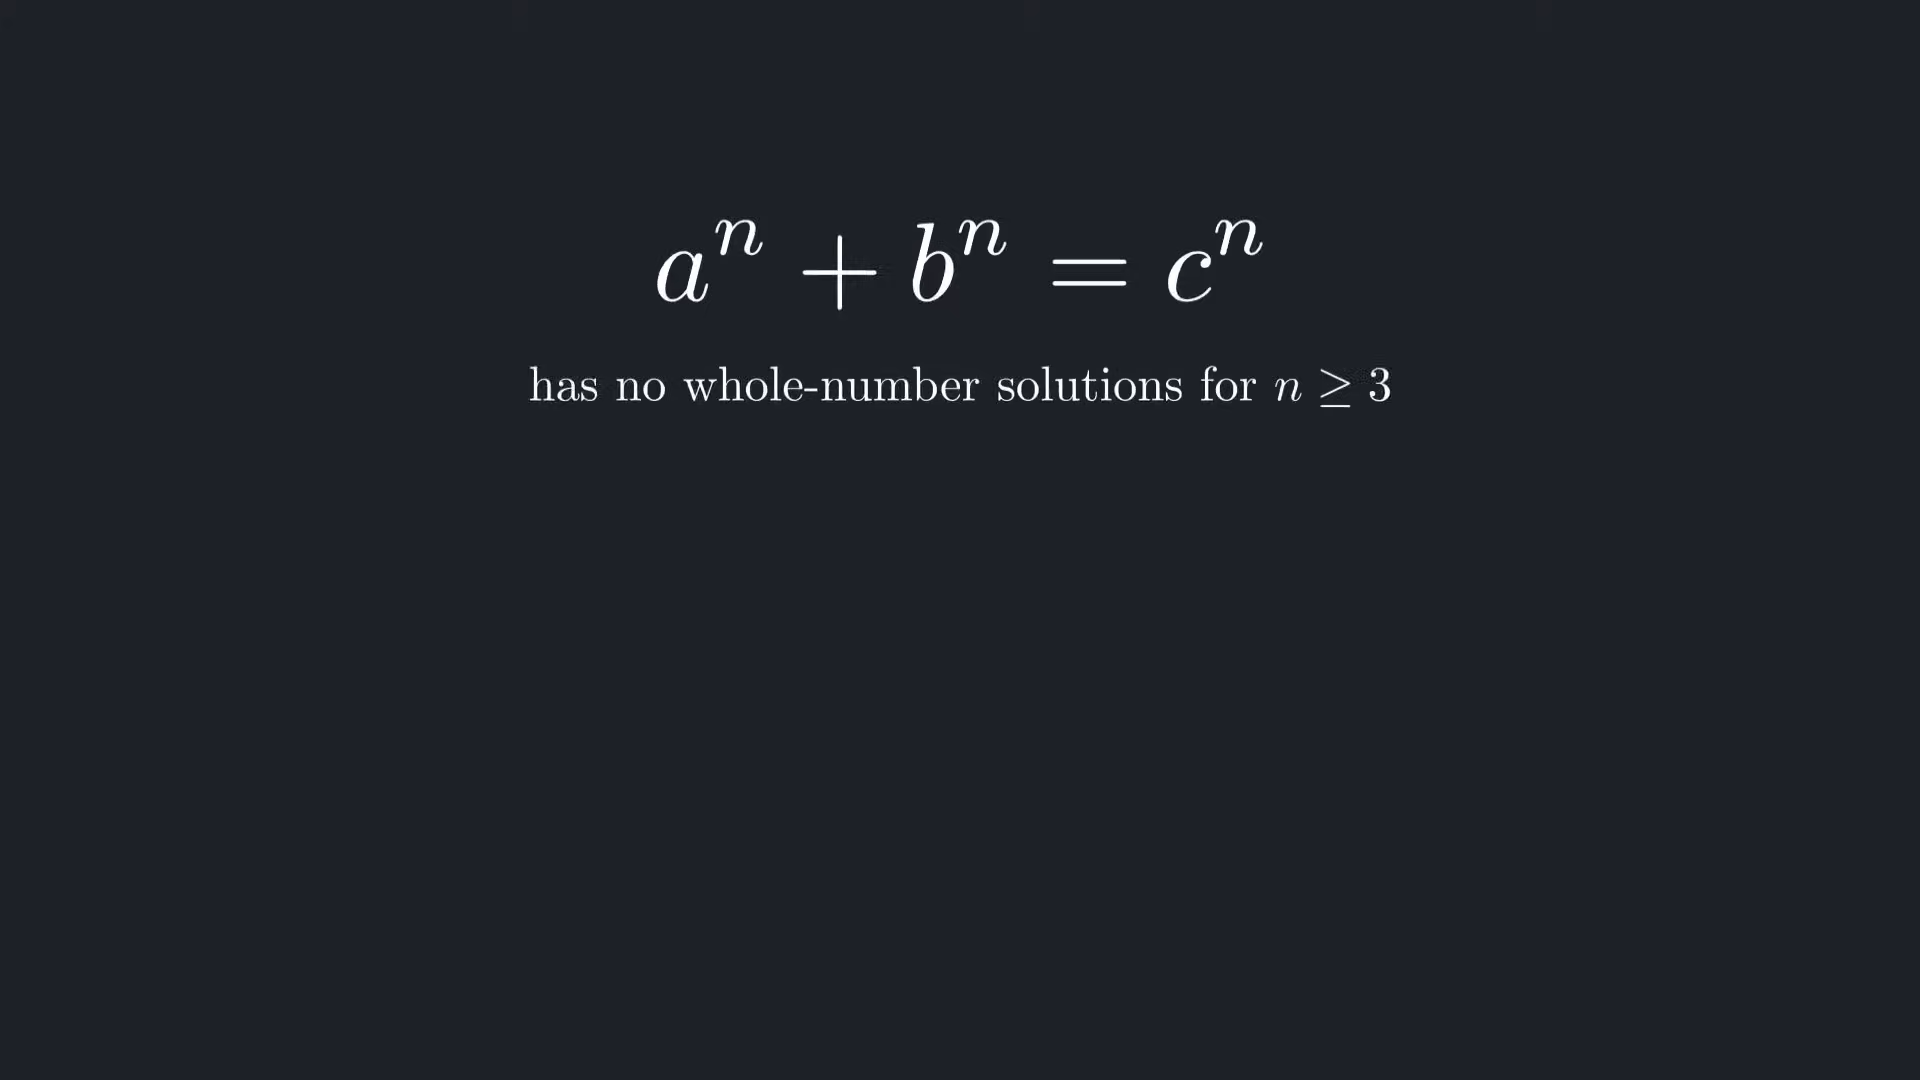 aⁿ + bⁿ = cⁿ
has no whole-number solutions for n ≥ 3